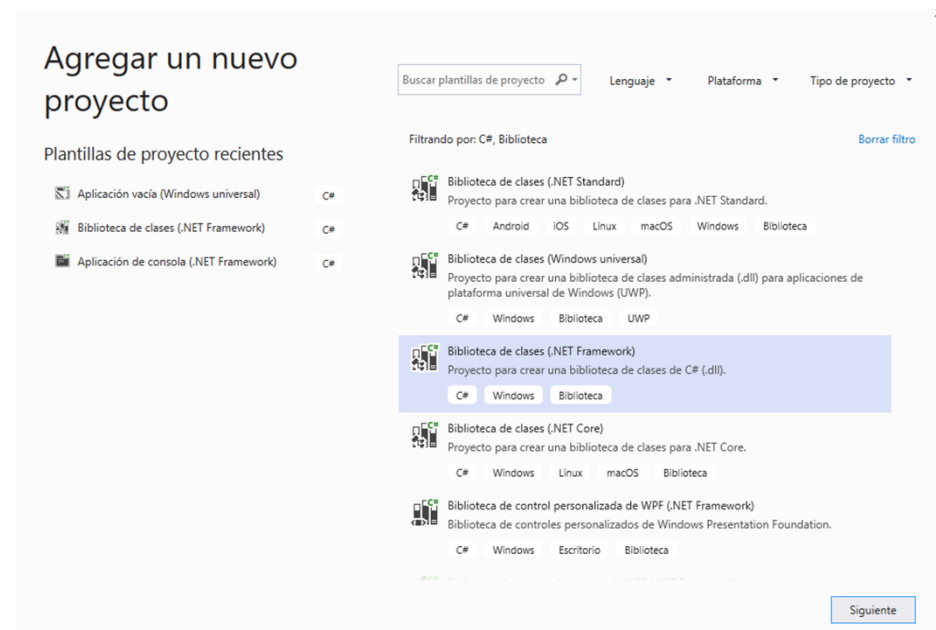 Agregar un nuevo
proyecto
Plantillas de proyecto recientes
Aplicación vacía (Windows universal) C#
Biblioteca de clases (.NET Framework) C#
Aplicación de consola (.NET Framework) C#
Buscar plantillas de proyecto Lenguaje Plataforma Tipo de proyecto
Filtrando por: C#, Biblioteca Borrar filtro
Biblioteca de clases (.NET Standard)
Proyecto para crear una biblioteca de clases para .NET Standard.
C# Android iOS Linux macOS Windows Biblioteca
Biblioteca de clases (Windows universal)
Proyecto para crear una biblioteca de clases administrada (.dll) para aplicaciones de
plataforma universal de Windows (UWP).
C# Windows Biblioteca UWP
Biblioteca de clases (.NET Framework)
Proyecto para crear una biblioteca de clases de C# (.dll).
C# Windows Biblioteca
Biblioteca de clases (.NET Core)
Proyecto para crear una biblioteca de clases para .NET Core.
C# Windows Linux macOS Biblioteca
Biblioteca de control personalizada de WPF (.NET Framework)
Biblioteca de controles personalizados de Windows Presentation Foundation.
C# Windows Escritorio Biblioteca
Siguiente